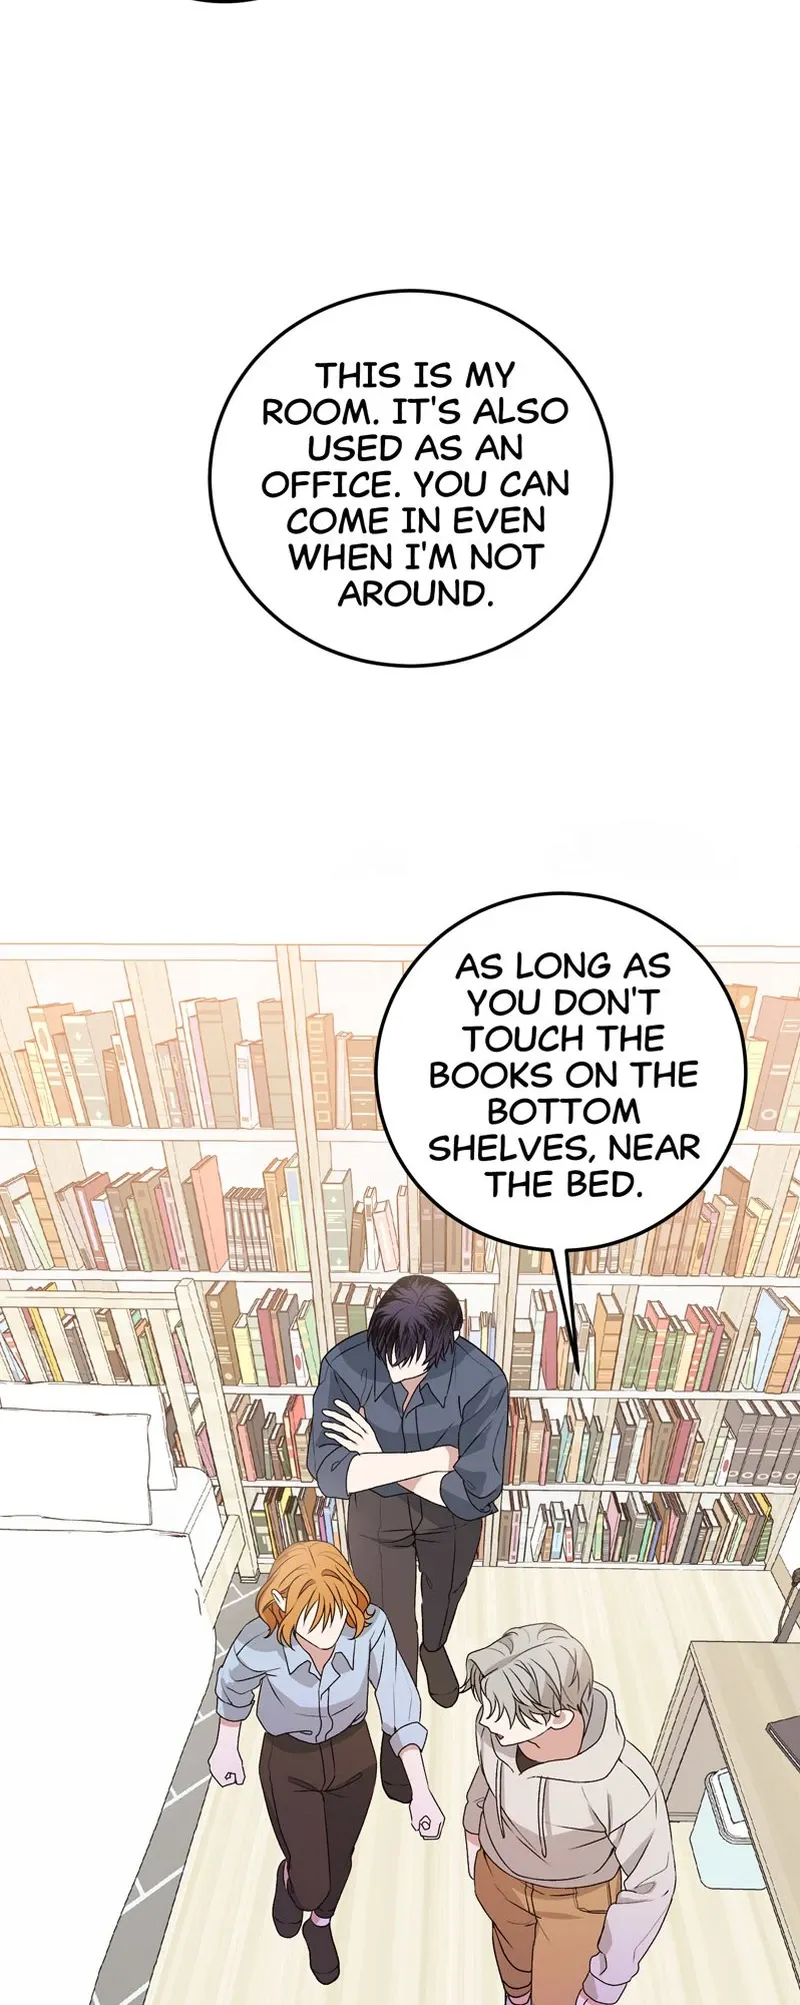 THIS IS MY
ROOM. IT'S ALSO
USED AS AN
OFFICE. YOU CAN
COME IN EVEN
WHEN I'M NOT
AROUND.
AS LONG AS
YOU DON'T
TOUCH THE
BOOKS ON THE
BOTTOM
SHELVES, NEAR
THE BED.